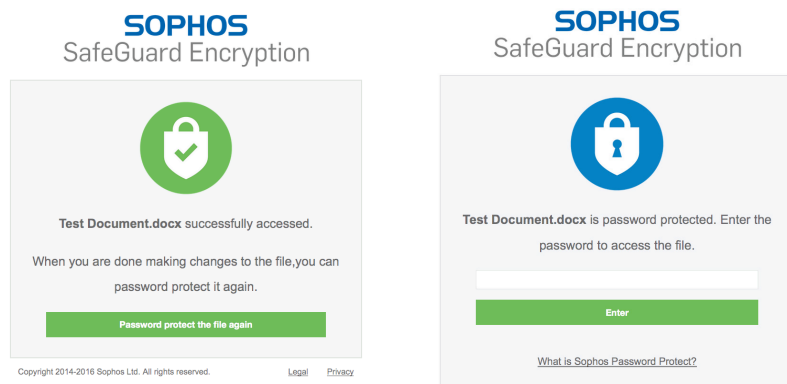 SOPHOS
SafeGuard Encryption
Test Document.docx successfully accessed.
When you are done making changes to the file,you can
password protect it again.
Password protect the file again
Copyright 2014-2016 Sophos Ltd. All rights reserved.
Legal
Privacy
SOPHOS
SafeGuard Encryption
Test Document.docx is password protected. Enter the
password to access the file.
Enter
What is Sophos Password Protect?